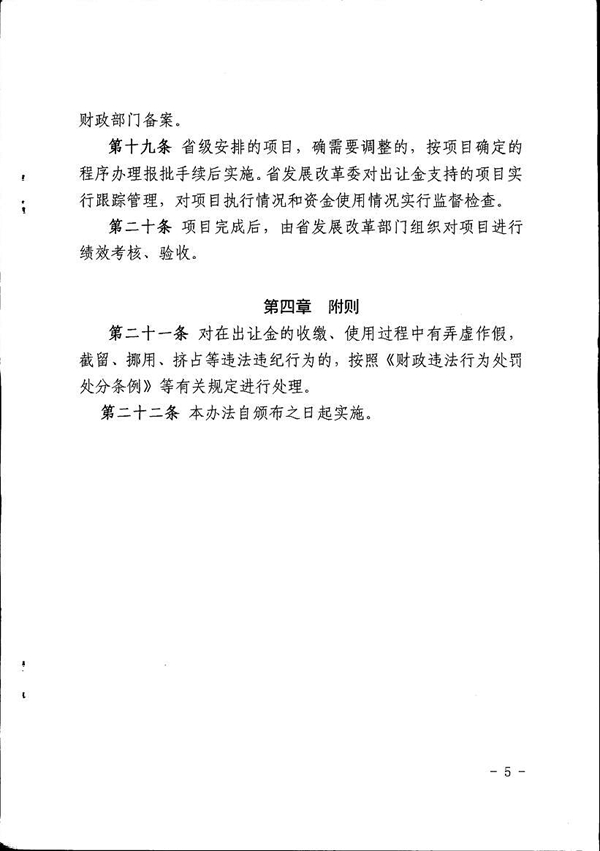 财政部门备案。
第十九条 省级安排的项目，确需要调整的，按项目确定的
程序办理报批手续后实施。省发展改革委对出让金支持的项目实
行跟踪管理，对项目执行情况和资金使用情况实行监督检查。
第二十条 项目完成后，由省发展改革部门组织对项目进行
绩效考核、验收。
第四章 附则
第二十一条 对在出让金的收缴、使用过程中有弄虚作假，
截留、挪用、挤占等违法违纪行为的，按照《财政违法行为处罚
处分条例》等有关规定进行处理。
第二十二条 本办法自颁布之日起实施。
- 5 -